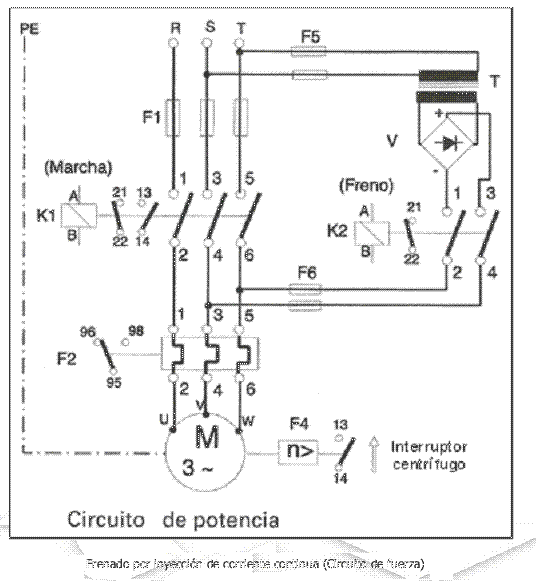 PE R S T
F5
T
F1
V + -
(Marcha)
1 3 5
A 21 13
K1
B 22 14
2 4 6
(Freno)
1 3
A 21
K2
B 22
2 4
F6
1 3 5
96 98
F2
95
2 4 6
U V W
M
3 ~
F4
n>
13
14
Interruptor
centrífugo
Circuito de potencia
Frenado por inyección de corriente continua (Circuito de fuerza)